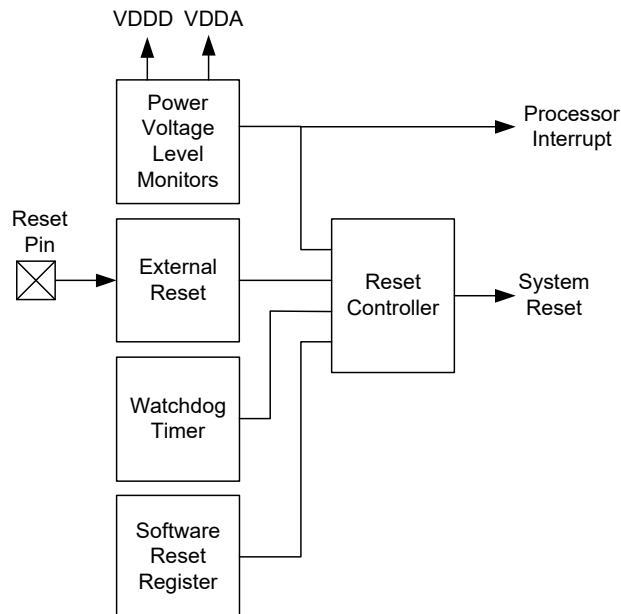 VDDD VDDA
Power
Voltage
Level
Monitors
Processor
Interrupt
Reset
Pin
External
Reset
Reset
Controller
System
Reset
Watchdog
Timer
Software
Reset
Register